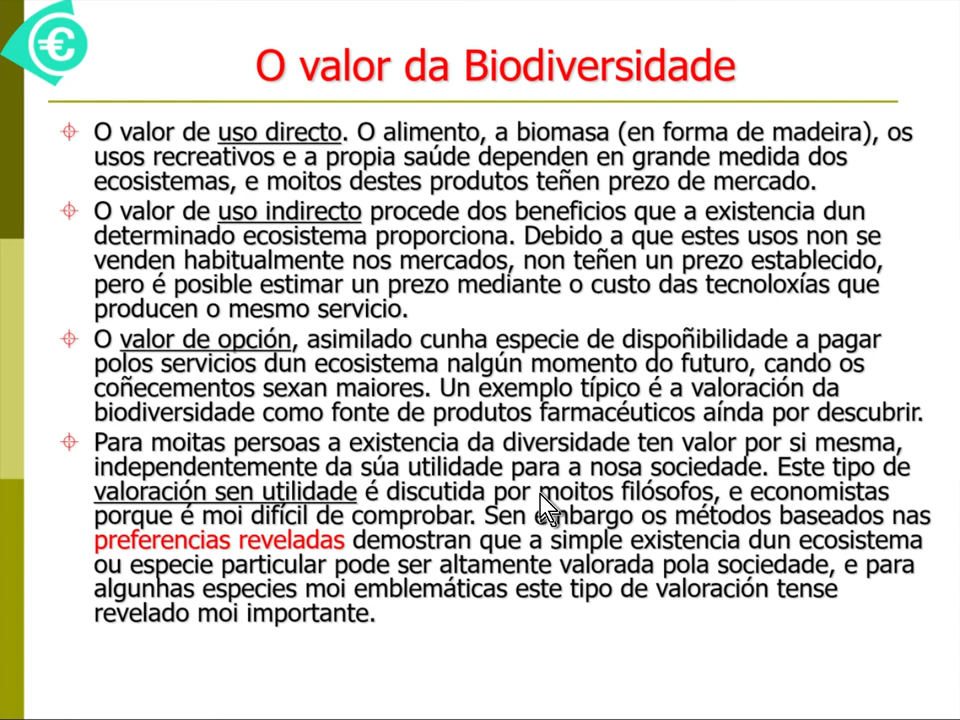 €
O valor da Biodiversidade
O valor de uso directo. O alimento, a biomasa (en forma de madeira), os
usos recreativos e a propia saúde dependen en grande medida dos
ecosistemas, e moitos destes produtos teñen prezo de mercado.
O valor de uso indirecto procede dos beneficios que a existencia dun
determinado ecosistema proporciona. Debido a que estes usos non se
venden habitualmente nos mercados, non teñen un prezo establecido,
pero é posible estimar un prezo mediante o custo das tecnoloxías que
producen o mesmo servicio.
O valor de opción, asimilado cunha especie de dispoñibilidade a pagar
polos servicios dun ecosistema nalgún momento do futuro, cando os
coñecementos sexan maiores. Un exemplo típico é a valoración da
biodiversidade como fonte de produtos farmacéuticos aínda por descubrir.
Para moitas persoas a existencia da diversidade ten valor por si mesma,
independentemente da súa utilidade para a nosa sociedade. Este tipo de
valoración sen utilidade é discutida por moitos filósofos, e economistas
porque é moi difícil de comprobar. Sen embargo os métodos baseados nas
preferencias reveladas demostran que a simple existencia dun ecosistema
ou especie particular pode ser altamente valorada pola sociedade, e para
algunhas especies moi emblemáticas este tipo de valoración tense
revelado moi importante.